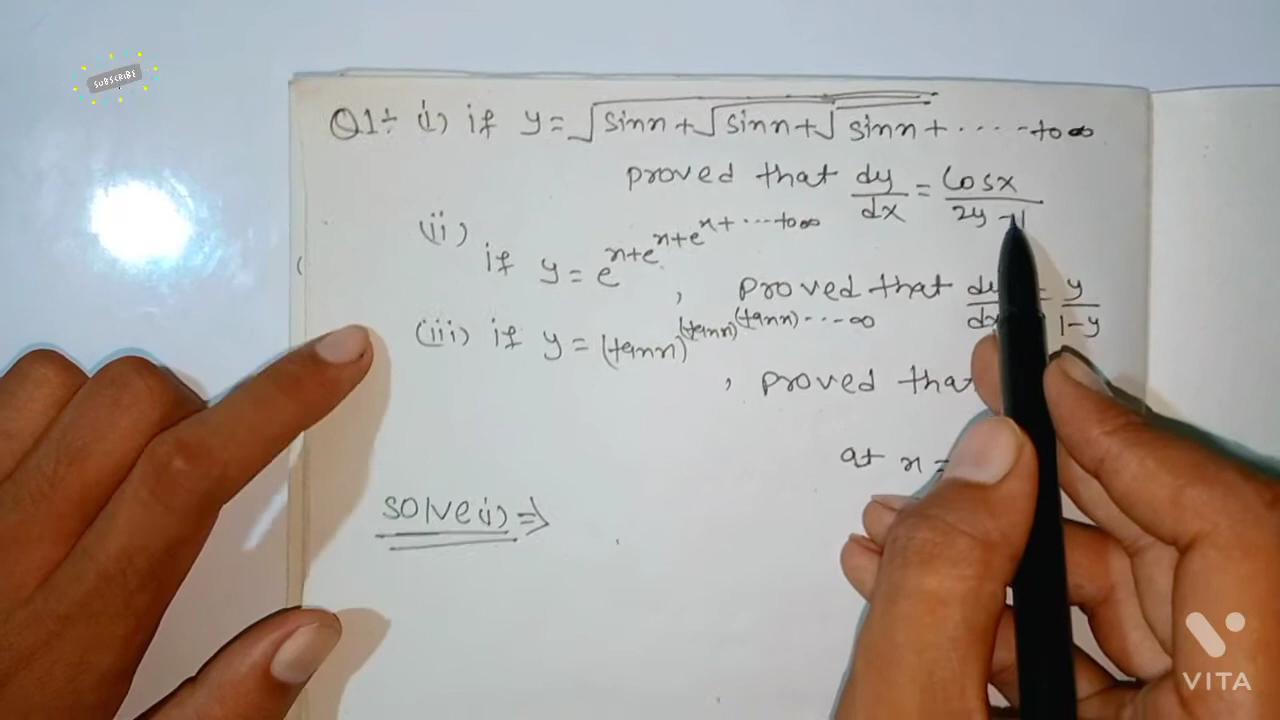 SUBSCRIBE
Q1÷ (i) if y = √sinx + √sinx + √sinx + .... to ∞
proved that dy/dx = cosx/2y-1
(ii) if y = e^x+e^x+e^x+ ... to ∞, proved that dy/dx = y/1-y
(iii) if y = (tanx)^(tanx)^(tanx)...∞
, proved that
at x =
SOLVE(i) ⇒
VITA